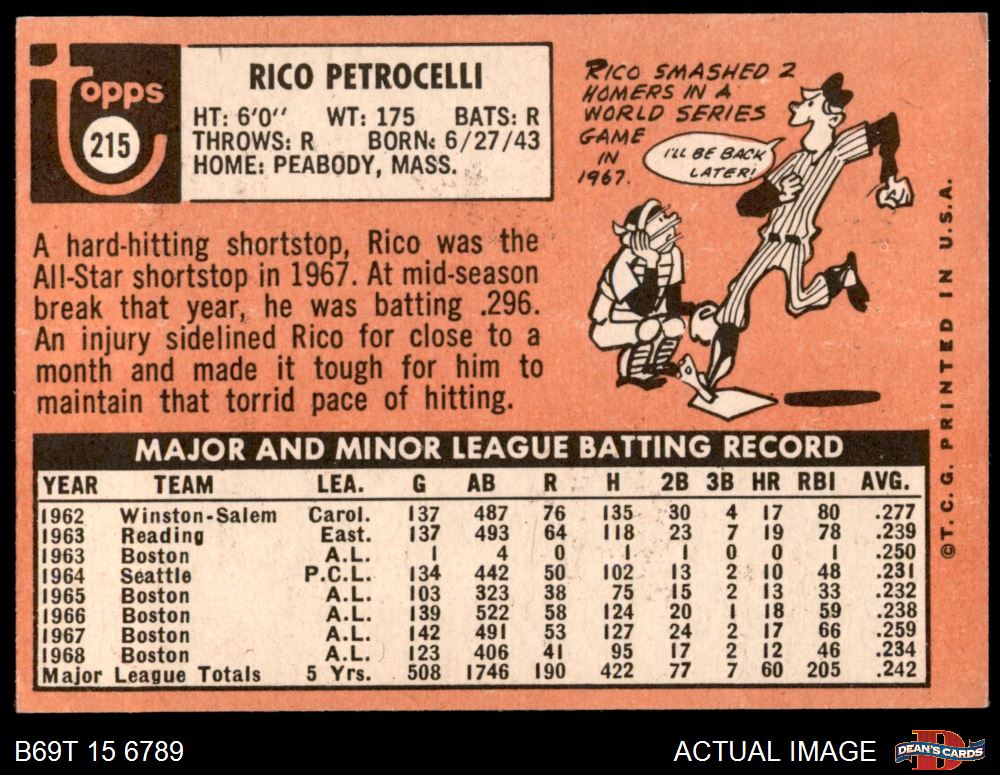 topps
215
RICO PETROCELLI
HT: 6'0" WT: 175 BATS: R
THROWS: R BORN: 6/27/43
HOME: PEABODY, MASS.
RICO SMASHED 2
HOMERS IN A
WORLD SERIES
GAME
IN
1967.
I'LL BE BACK
LATER!
A hard-hitting shortstop, Rico was the
All-Star shortstop in 1967. At mid-season
break that year, he was batting .296.
An injury sidelined Rico for close to a
month and made it tough for him to
maintain that torrid pace of hitting.
MAJOR AND MINOR LEAGUE BATTING RECORD
YEAR TEAM LEA. G AB R H 2B 3B HR RBI AVG.
1962 Winston-Salem Carol. 137 487 76 135 30 4 17 80 .277
1963 Reading East. 137 493 64 118 23 7 19 78 .239
1963 Boston A.L. 1 4 0 1 1 0 0 1 .250
1964 Seattle P.C.L. 134 442 50 102 13 2 10 48 .231
1965 Boston A.L. 103 323 38 75 15 2 13 33 .232
1966 Boston A.L. 139 522 58 124 20 1 18 59 .238
1967 Boston A.L. 142 491 53 127 24 2 17 66 .259
1968 Boston A.L. 123 406 41 95 17 2 12 46 .234
Major League Totals 5 Yrs. 508 1746 190 422 77 7 60 205 .242
©T.C.G. PRINTED IN U.S.A.
B69T 15 6789
ACTUAL IMAGE
D
DEAN'S CARDS